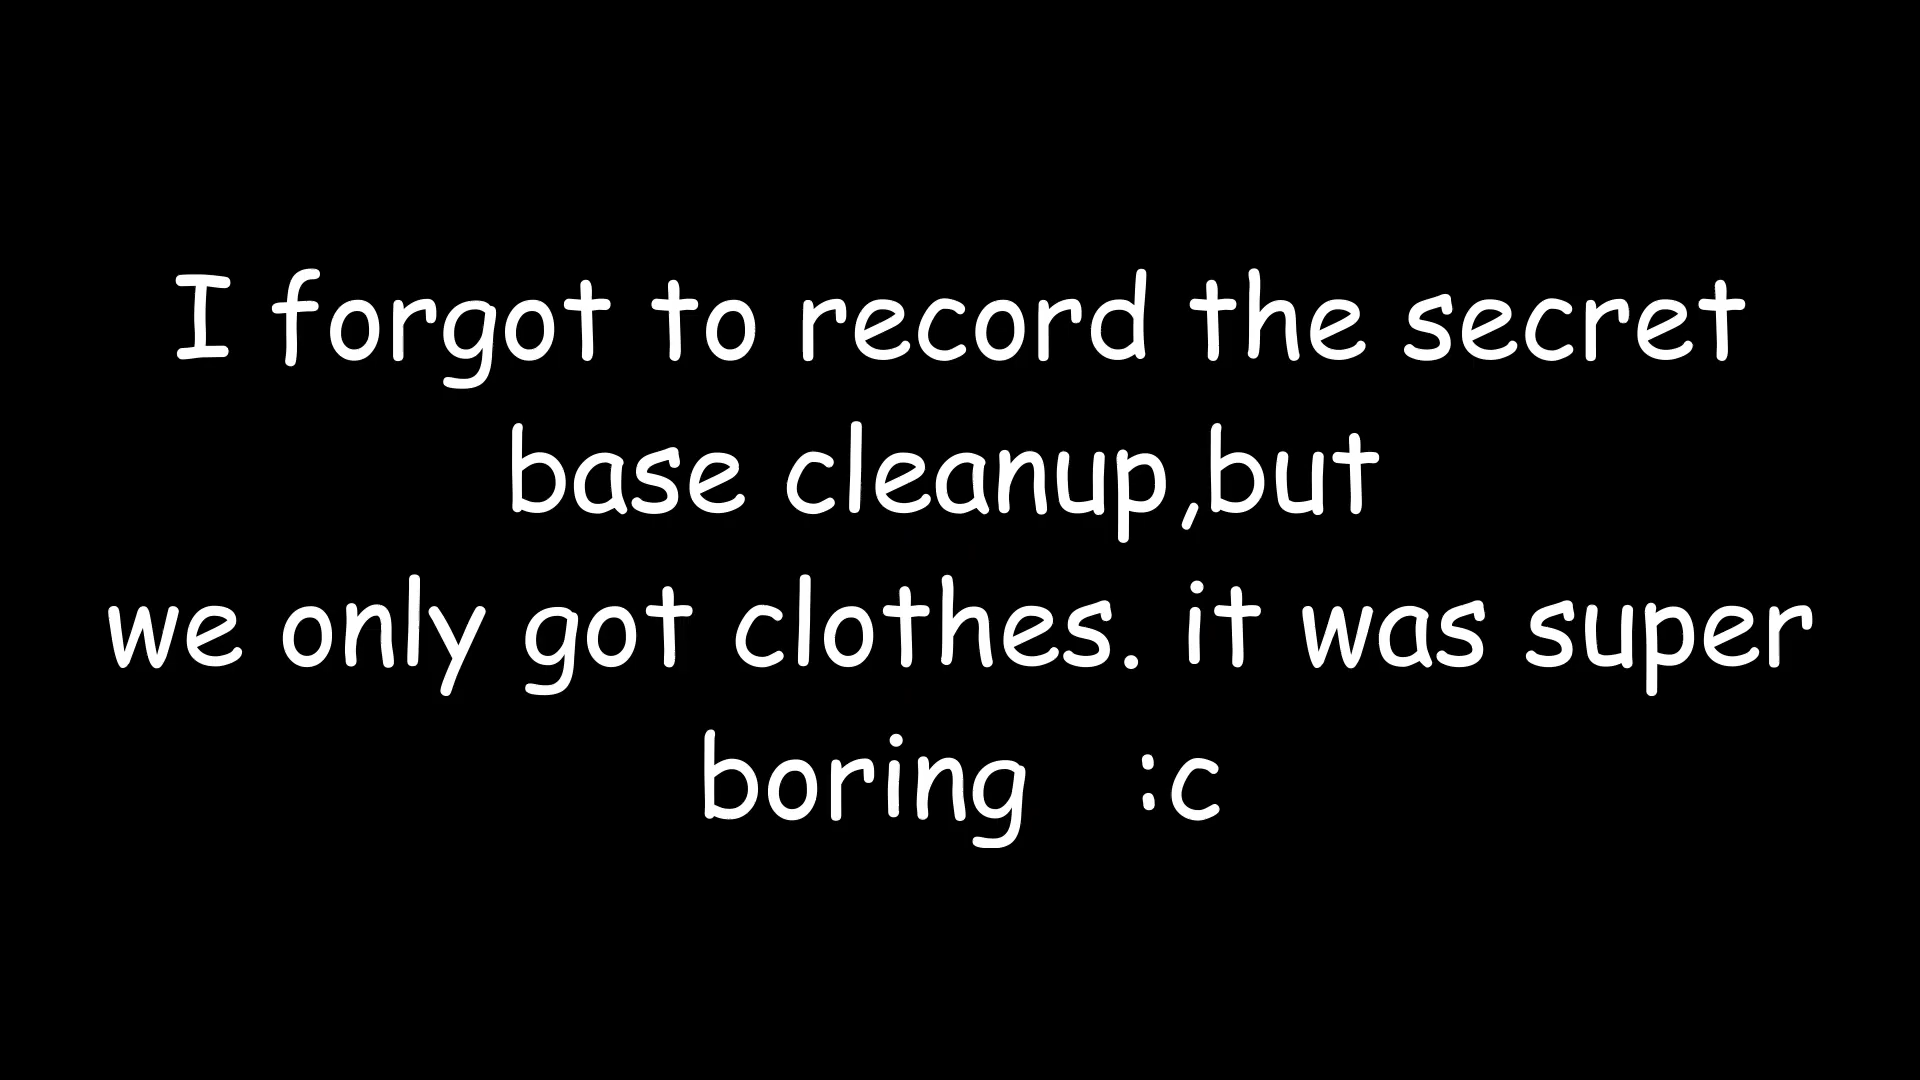 I forgot to record the secret
base cleanup,but
we only got clothes. it was super
boring   :c